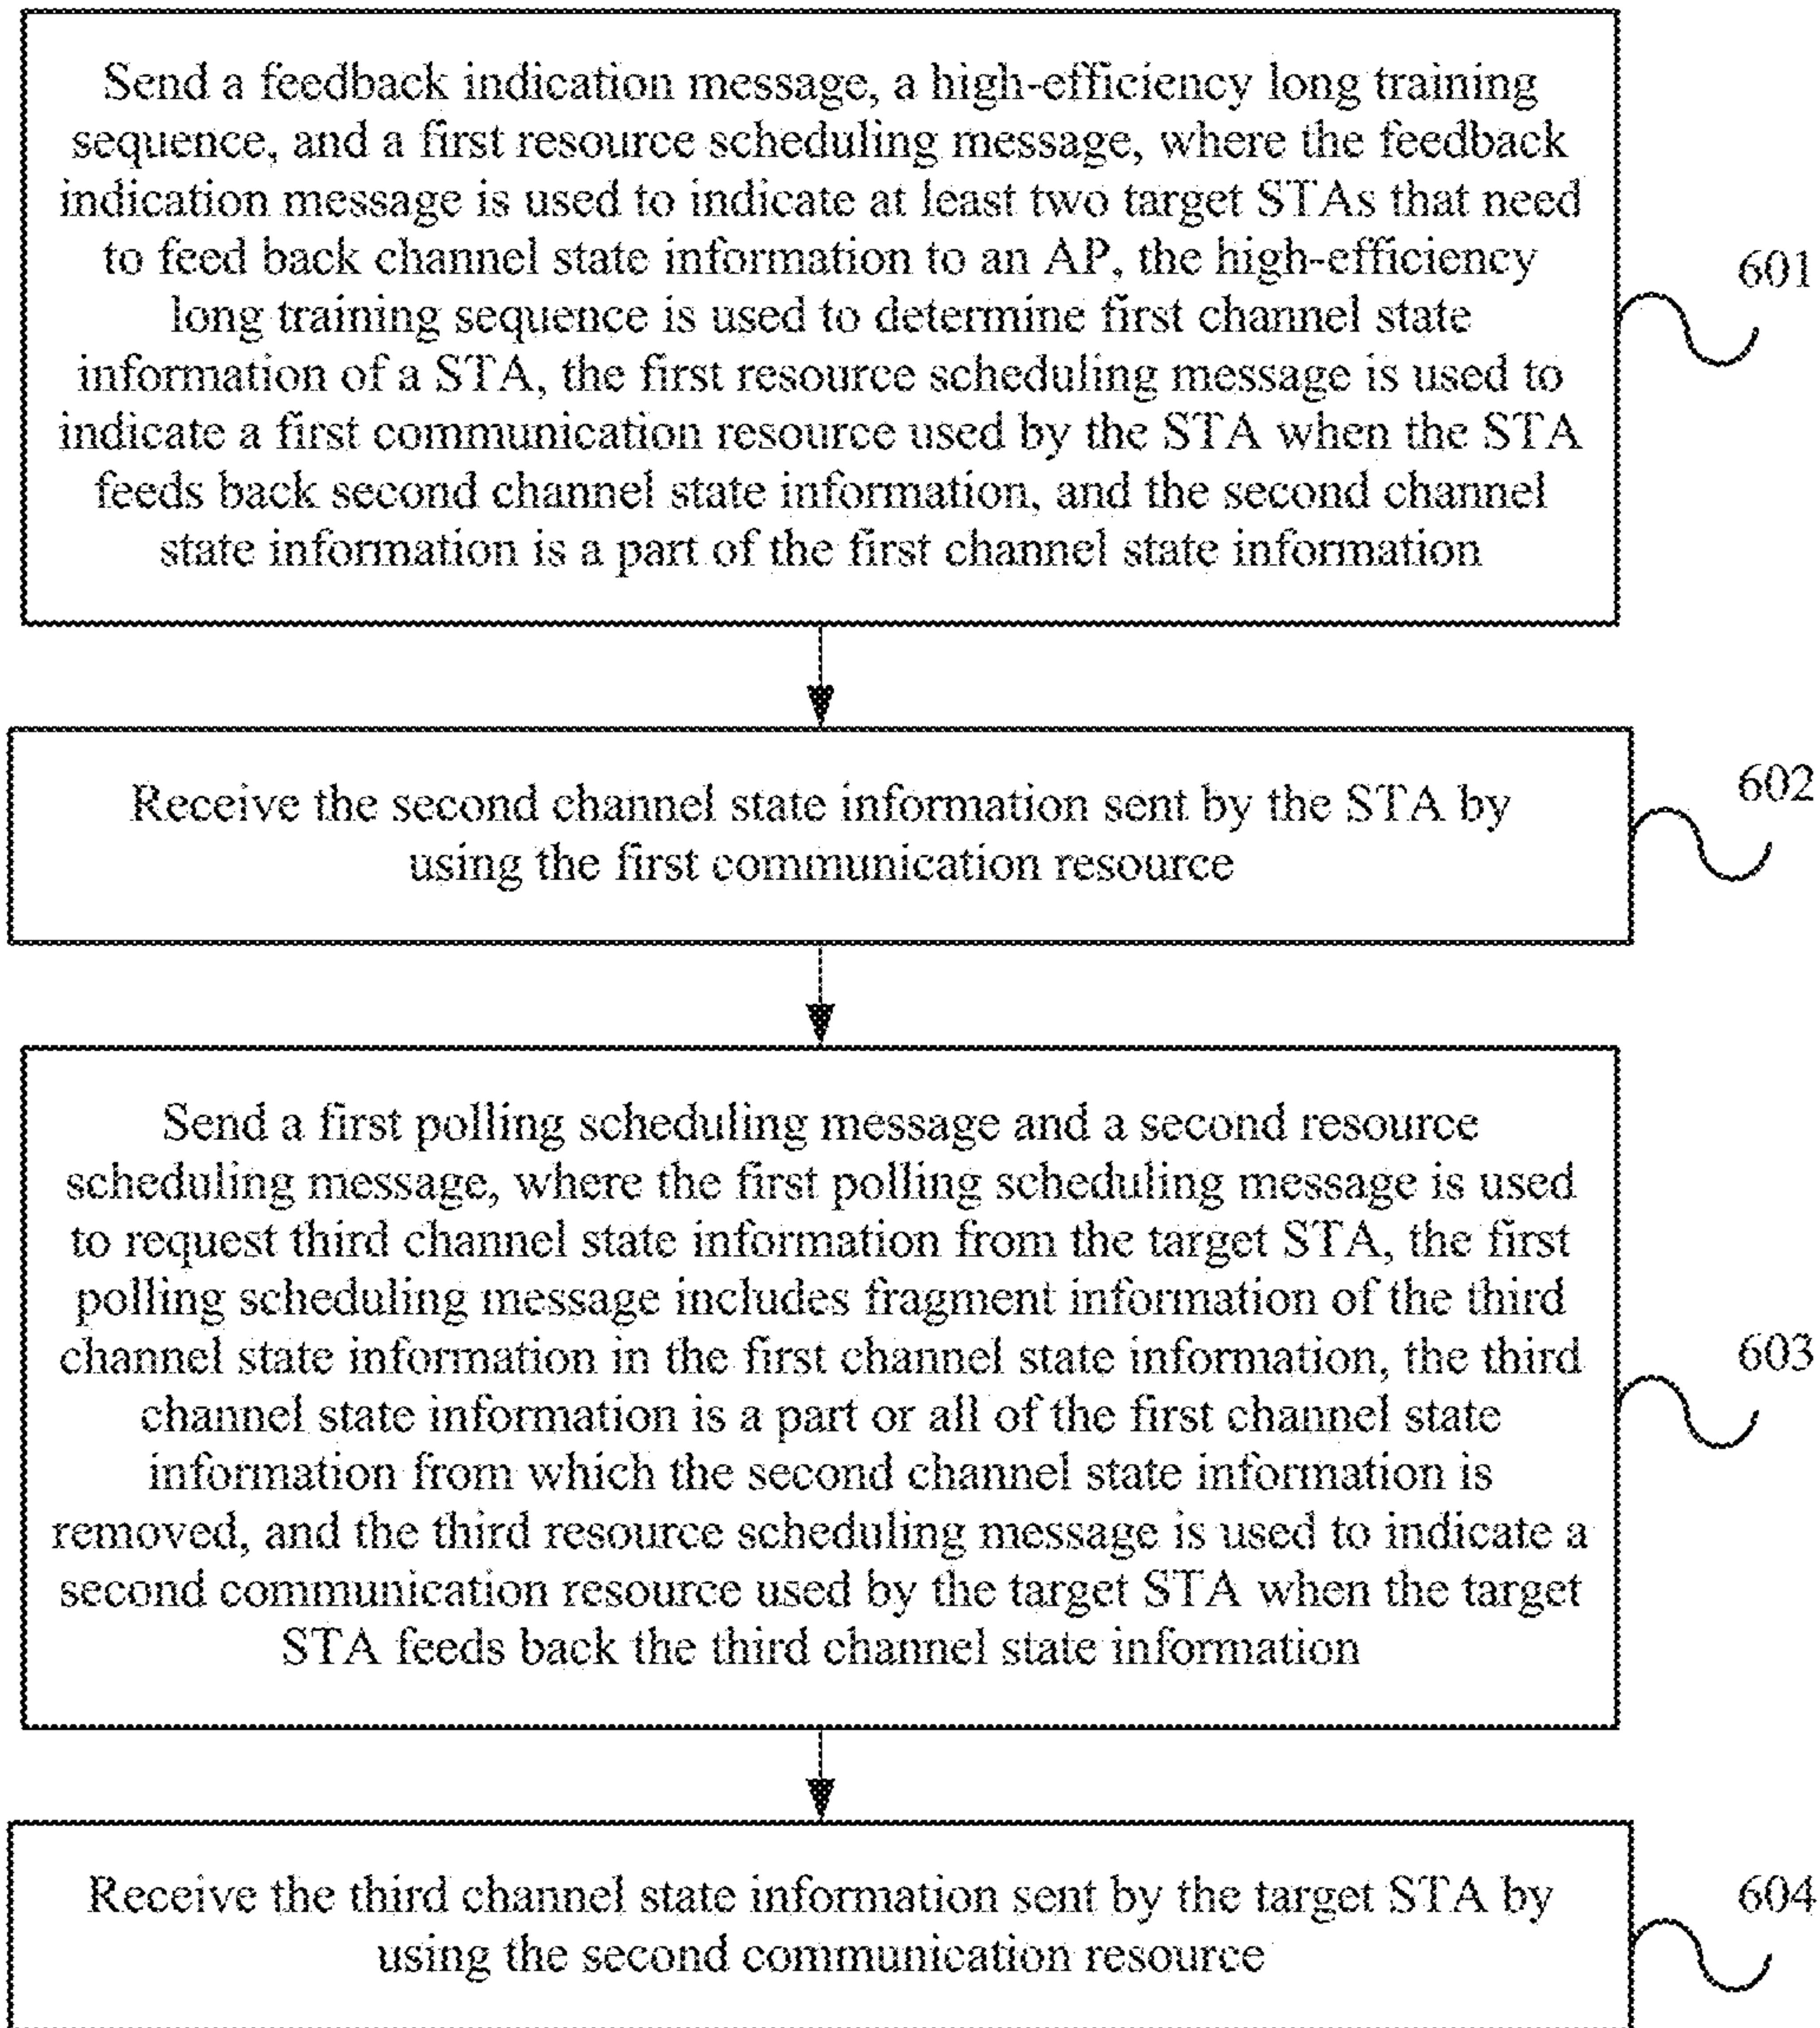 Send a feedback indication message, a high-efficiency long training
sequence, and a first resource scheduling message, where the feedback
indication message is used to indicate at least two target STAs that need
to feed back channel state information to an AP, the high-efficiency
long training sequence is used to determine first channel state
information of a STA, the first resource scheduling message is used to
indicate a first communication resource used by the STA when the STA
feeds back second channel state information, and the second channel
state information is a part of the first channel state information
601
Receive the second channel state information sent by the STA by
using the first communication resource
602
Send a first polling scheduling message and a second resource
scheduling message, where the first polling scheduling message is used
to request third channel state information from the target STA, the first
polling scheduling message includes fragment information of the third
channel state information in the first channel state information, the third
channel state information is a part or all of the first channel state
information from which the second channel state information is
removed, and the third resource scheduling message is used to indicate a
second communication resource used by the target STA when the target
STA feeds back the third channel state information
603
Receive the third channel state information sent by the target STA by
using the second communication resource
604